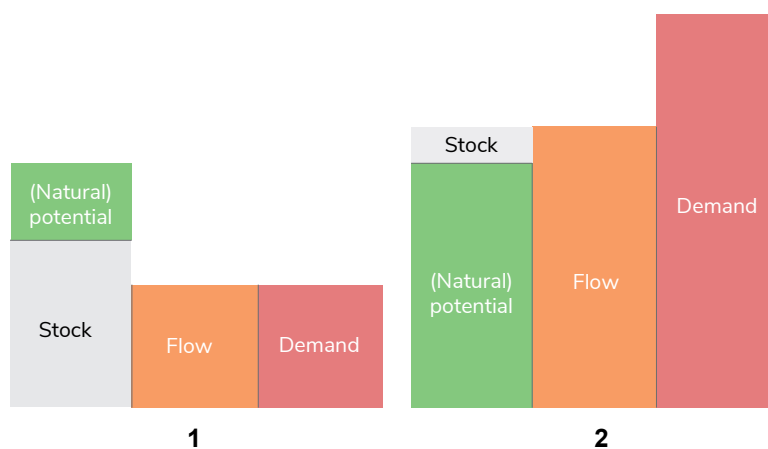 (Natural)
potential
Stock
Flow
Demand
1
Stock
(Natural)
potential
Flow
Demand
2